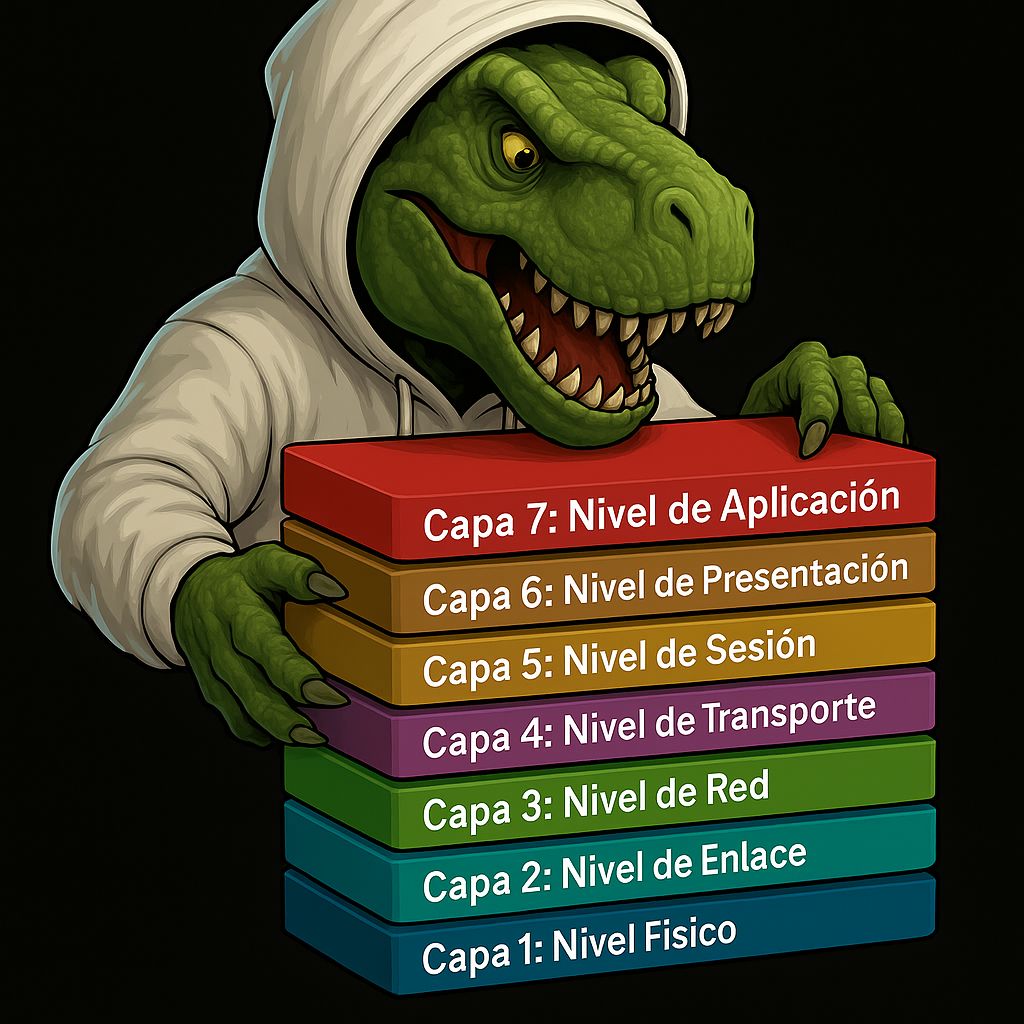 Capa 7: Nivel de Aplicación
Capa 6: Nivel de Presentación
Capa 5: Nivel de Sesión
Capa 4: Nivel de Transporte
Capa 3: Nivel de Red
Capa 2: Nivel de Enlace
Capa 1: Nivel Fisico